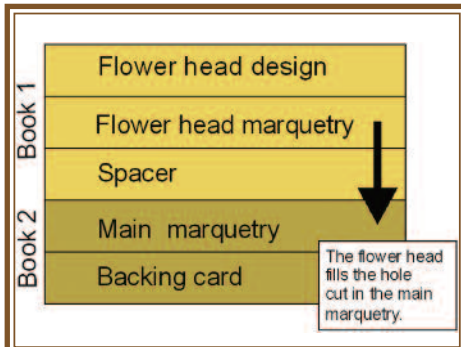 Book 1
Flower head design
Flower head marquetry
Spacer
Book 2
Main marquetry
Backing card
The flower head
fills the hole
cut in the main
marquetry.